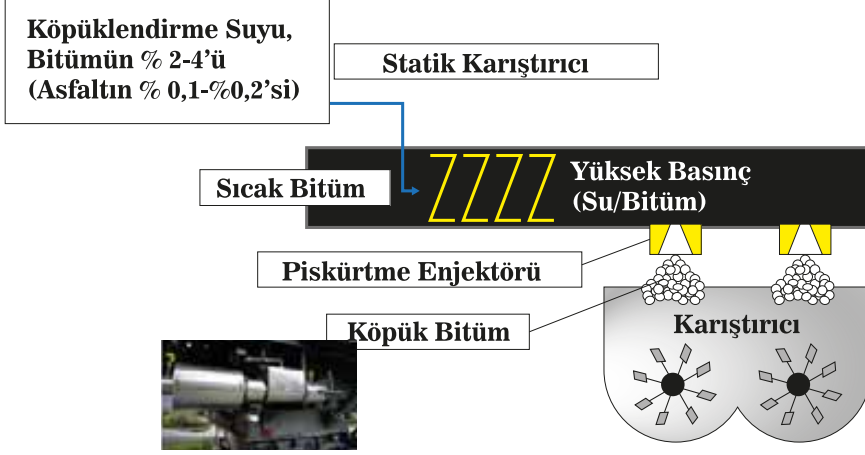 Köpüklendirme Suyu,
Bitümün % 2-4’ü
(Asfaltın % 0,1-%0,2’si)
Statik Karıştırıcı
Sıcak Bitüm
Yüksek Basınç
(Su/Bitüm)
Piskürtme Enjektörü
Köpük Bitüm
Karıştırıcı